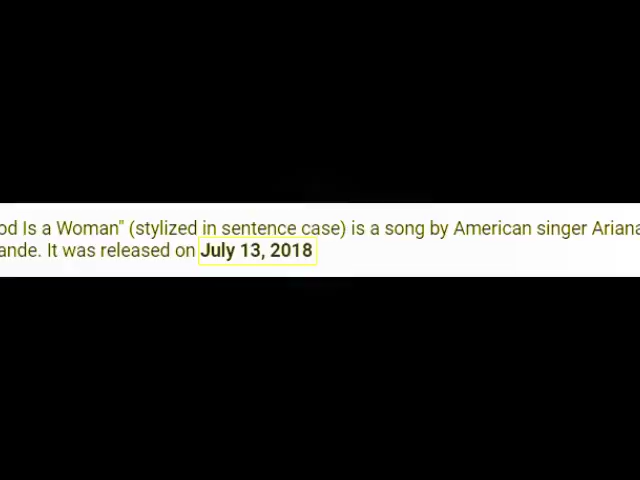 od Is a Woman" (stylized in sentence case) is a song by American singer Ariana
ande. It was released on July 13, 2018